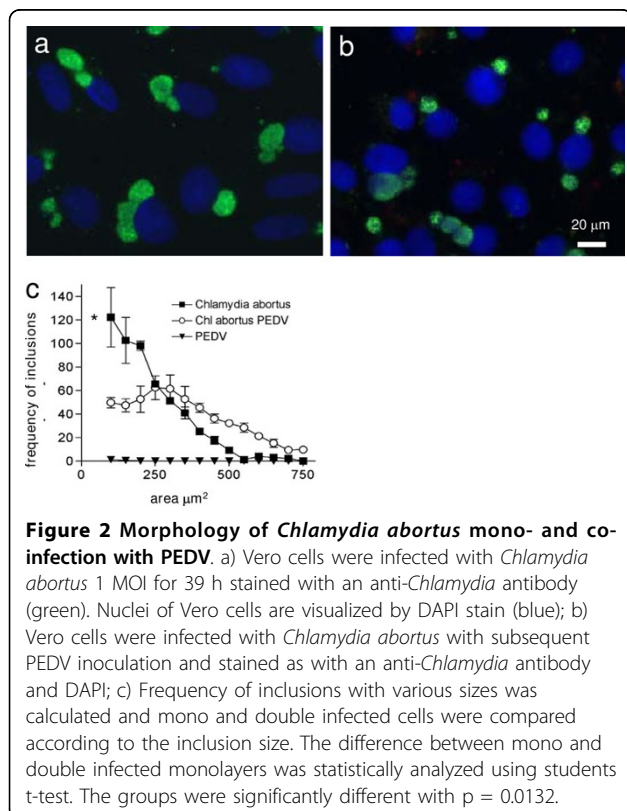 a
b
20 µm
c
140
120
100
80
60
40
20
0
*
frequency of inclusions
Chlamydia abortus
Chl abortus PEDV
PEDV
0 250 500 750
area µm²
Figure 2 Morphology of Chlamydia abortus mono- and co-
infection with PEDV. a) Vero cells were infected with Chlamydia
abortus 1 MOI for 39 h stained with an anti-Chlamydia antibody
(green). Nuclei of Vero cells are visualized by DAPI stain (blue); b)
Vero cells were infected with Chlamydia abortus with subsequent
PEDV inoculation and stained as with an anti-Chlamydia antibody
and DAPI; c) Frequency of inclusions with various sizes was
calculated and mono and double infected cells were compared
according to the inclusion size. The difference between mono and
double infected monolayers was statistically analyzed using students
t-test. The groups were significantly different with p = 0.0132.